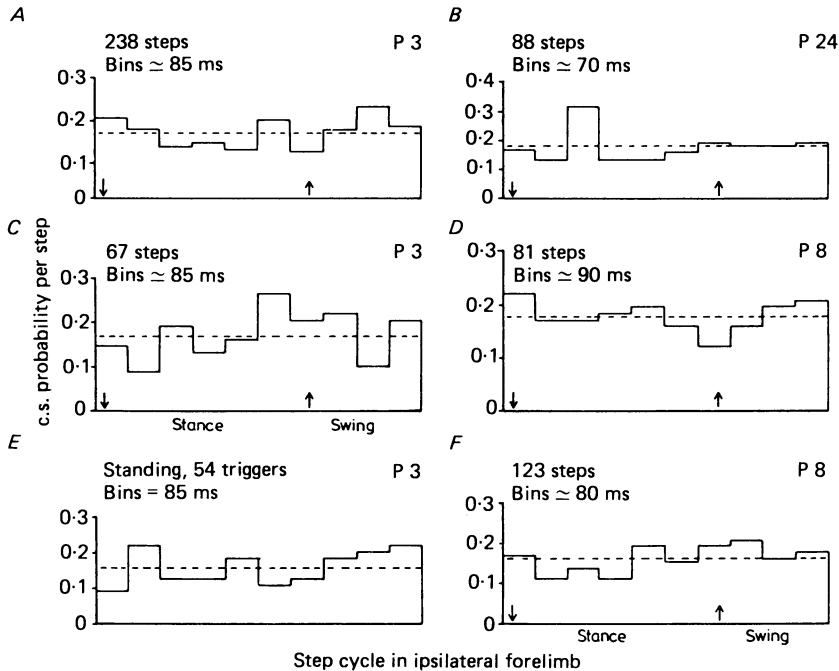 A
238 steps
P 3
Bins ≃ 85 ms
0·3
0·2
0·1
0
B
88 steps
P 24
Bins ≃ 70 ms
0·4
0·3
0·2
0·1
0
C
67 steps
P 3
Bins ≃ 85 ms
0·3
0·2
0·1
0
Stance
Swing
D
81 steps
P 8
Bins ≃ 90 ms
0·3
0·2
0·1
0
c.s. probability per step
E
Standing, 54 triggers
P 3
Bins = 85 ms
0·3
0·2
0·1
0
F
123 steps
P 8
Bins ≃ 80 ms
0·3
0·2
0·1
0
Stance
Swing
Step cycle in ipsilateral forelimb